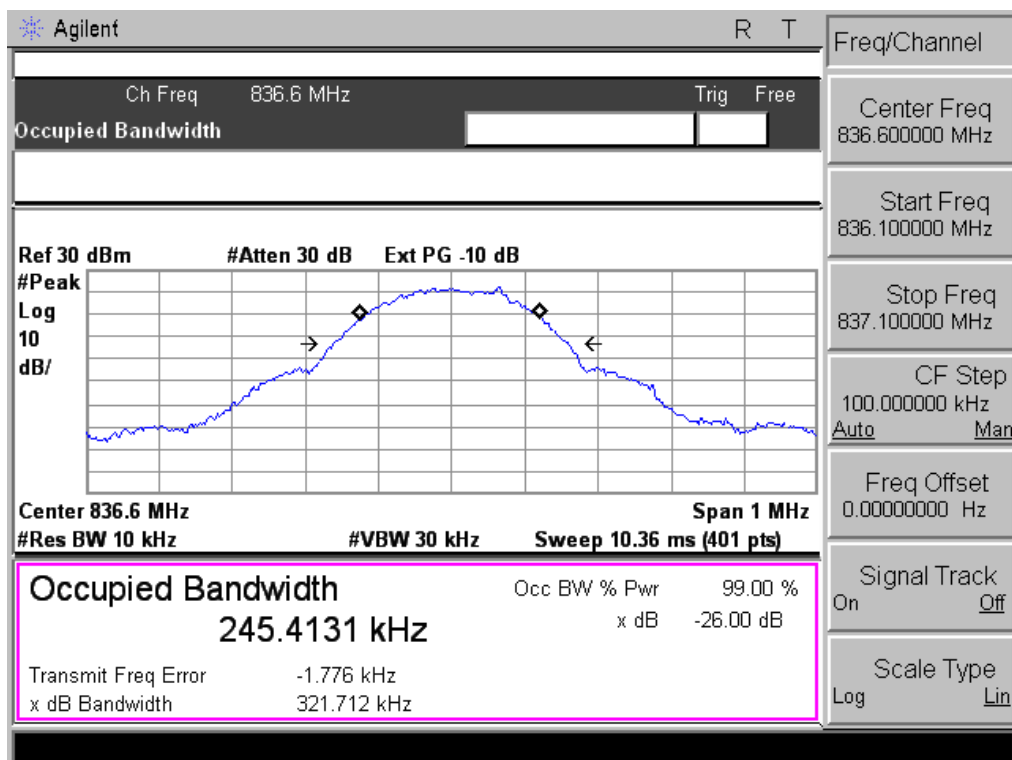 Agilent R T
Ch Freq 836.6 MHz Trig Free
Occupied Bandwidth
Ref 30 dBm #Atten 30 dB Ext PG -10 dB
#Peak
Log
10
dB/
Center 836.6 MHz Span 1 MHz
#Res BW 10 kHz #VBW 30 kHz Sweep 10.36 ms (401 pts)
Occupied Bandwidth Occ BW % Pwr 99.00 %
245.4131 kHz x dB -26.00 dB
Transmit Freq Error -1.776 kHz
x dB Bandwidth 321.712 kHz
Freq/Channel
Center Freq
836.600000 MHz
Start Freq
836.100000 MHz
Stop Freq
837.100000 MHz
CF Step
100.000000 kHz
Auto Man
Freq Offset
0.00000000 Hz
Signal Track
On Off
Scale Type
Log Lin